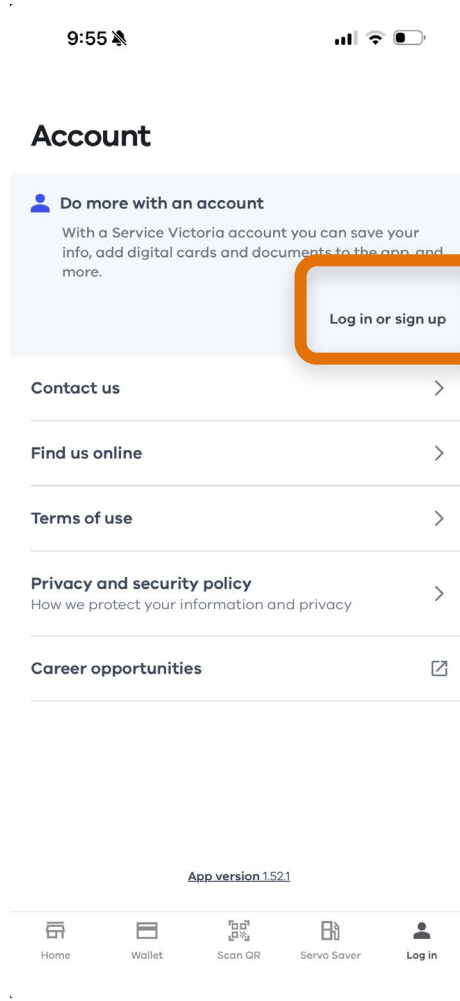 9:55
Account
Do more with an account
With a Service Victoria account you can save your
info, add digital cards and documents to the app, and
more.
Log in or sign up
Contact us
Find us online
Terms of use
Privacy and security policy
How we protect your information and privacy
Career opportunities
App version 1.52.1
Home Wallet Scan QR Servo Saver Log in